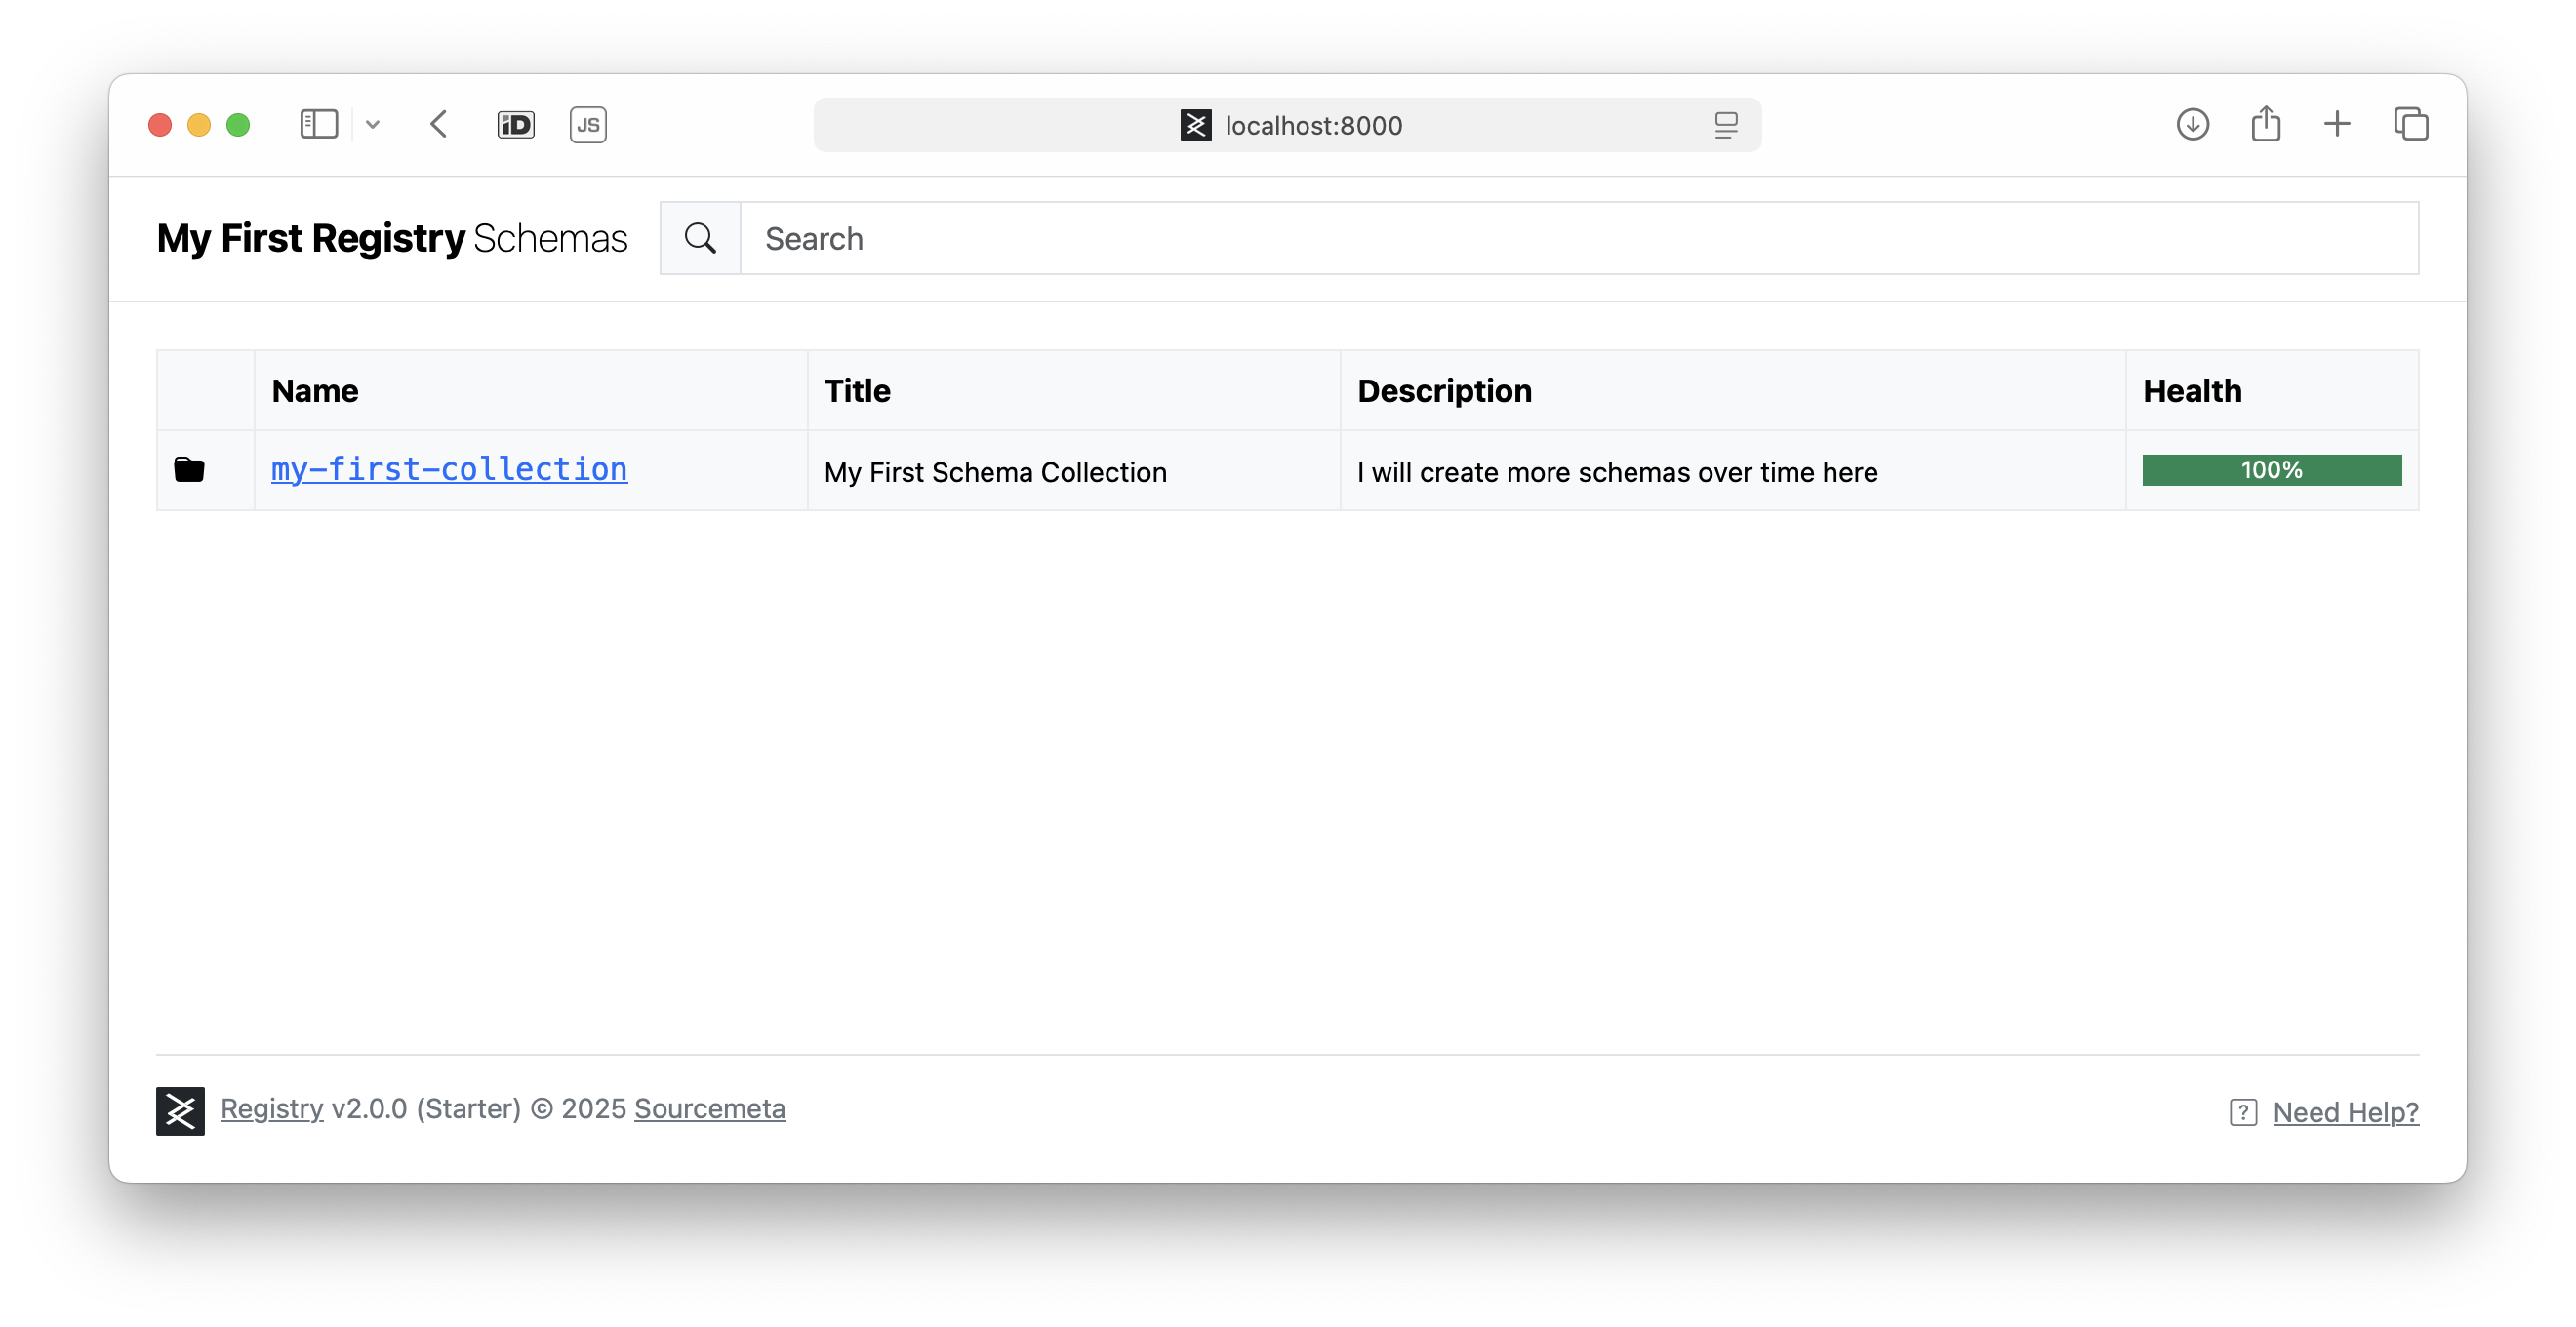 iD JS localhost:8000
My First Registry Schemas Search
Name Title Description Health
my-first-collection My First Schema Collection I will create more schemas over time here 100%
Registry v2.0.0 (Starter) © 2025 Sourcemeta ? Need Help?